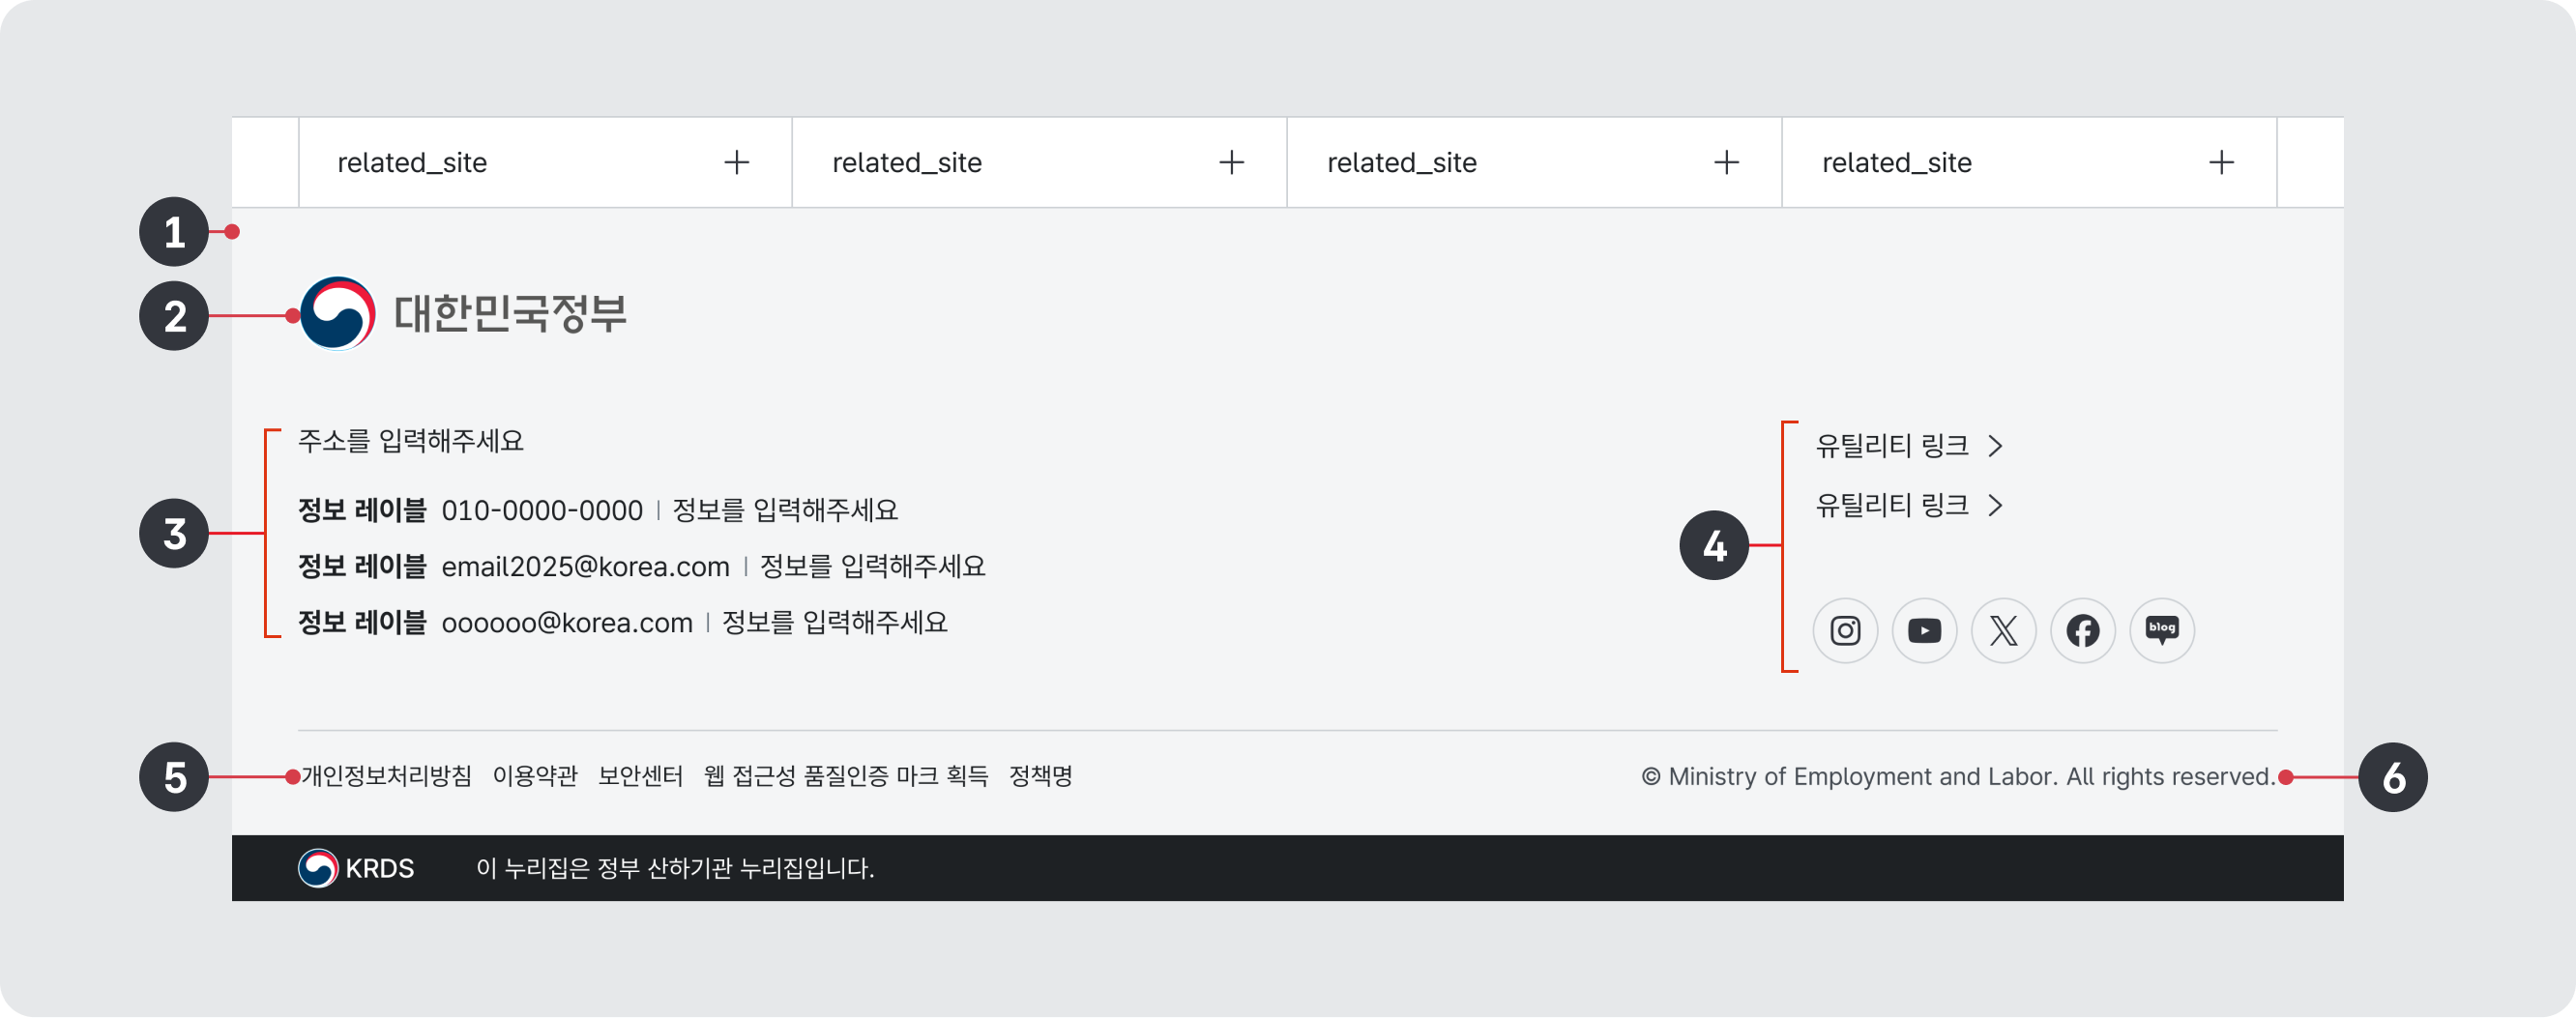 related_site + related_site + related_site + related_site +
1
2 대한민국정부
주소를 입력해주세요
3
정보 레이블 010-0000-0000 | 정보를 입력해주세요
정보 레이블 email2025@korea.com | 정보를 입력해주세요
정보 레이블 oooooo@korea.com | 정보를 입력해주세요
4
유틸리티 링크 >
유틸리티 링크 >
blog
5 개인정보처리방침 이용약관 보안센터 웹 접근성 품질인증 마크 획득 정책명
© Ministry of Employment and Labor. All rights reserved. 6
KRDS 이 누리집은 정부 산하기관 누리집입니다.